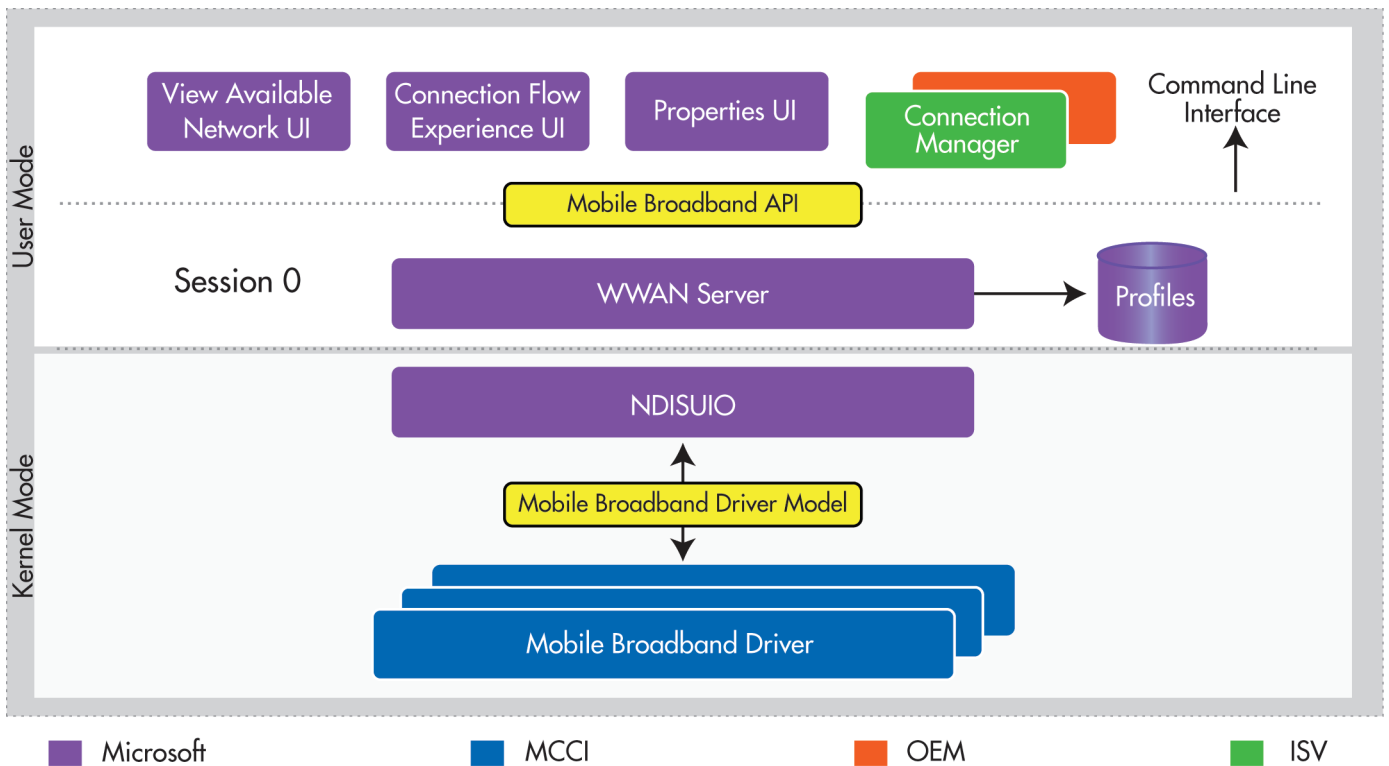 View Available
Network UI
Connection Flow
Experience UI
Properties UI
Connection
Manager
Command Line
Interface
User Mode
Mobile Broadband API
Session 0
WWAN Server
Profiles
Kernel Mode
NDISUIO
Mobile Broadband Driver Model
Mobile Broadband Driver
Microsoft
MCCI
OEM
ISV